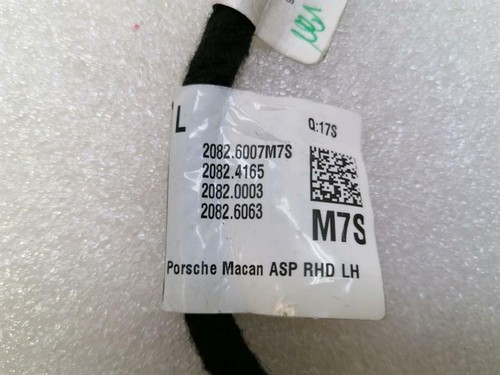 L
Q:17S
2082.6007M7S
2082.4165
2082.0003
2082.6063
M7S
Porsche Macan ASP RHD LH